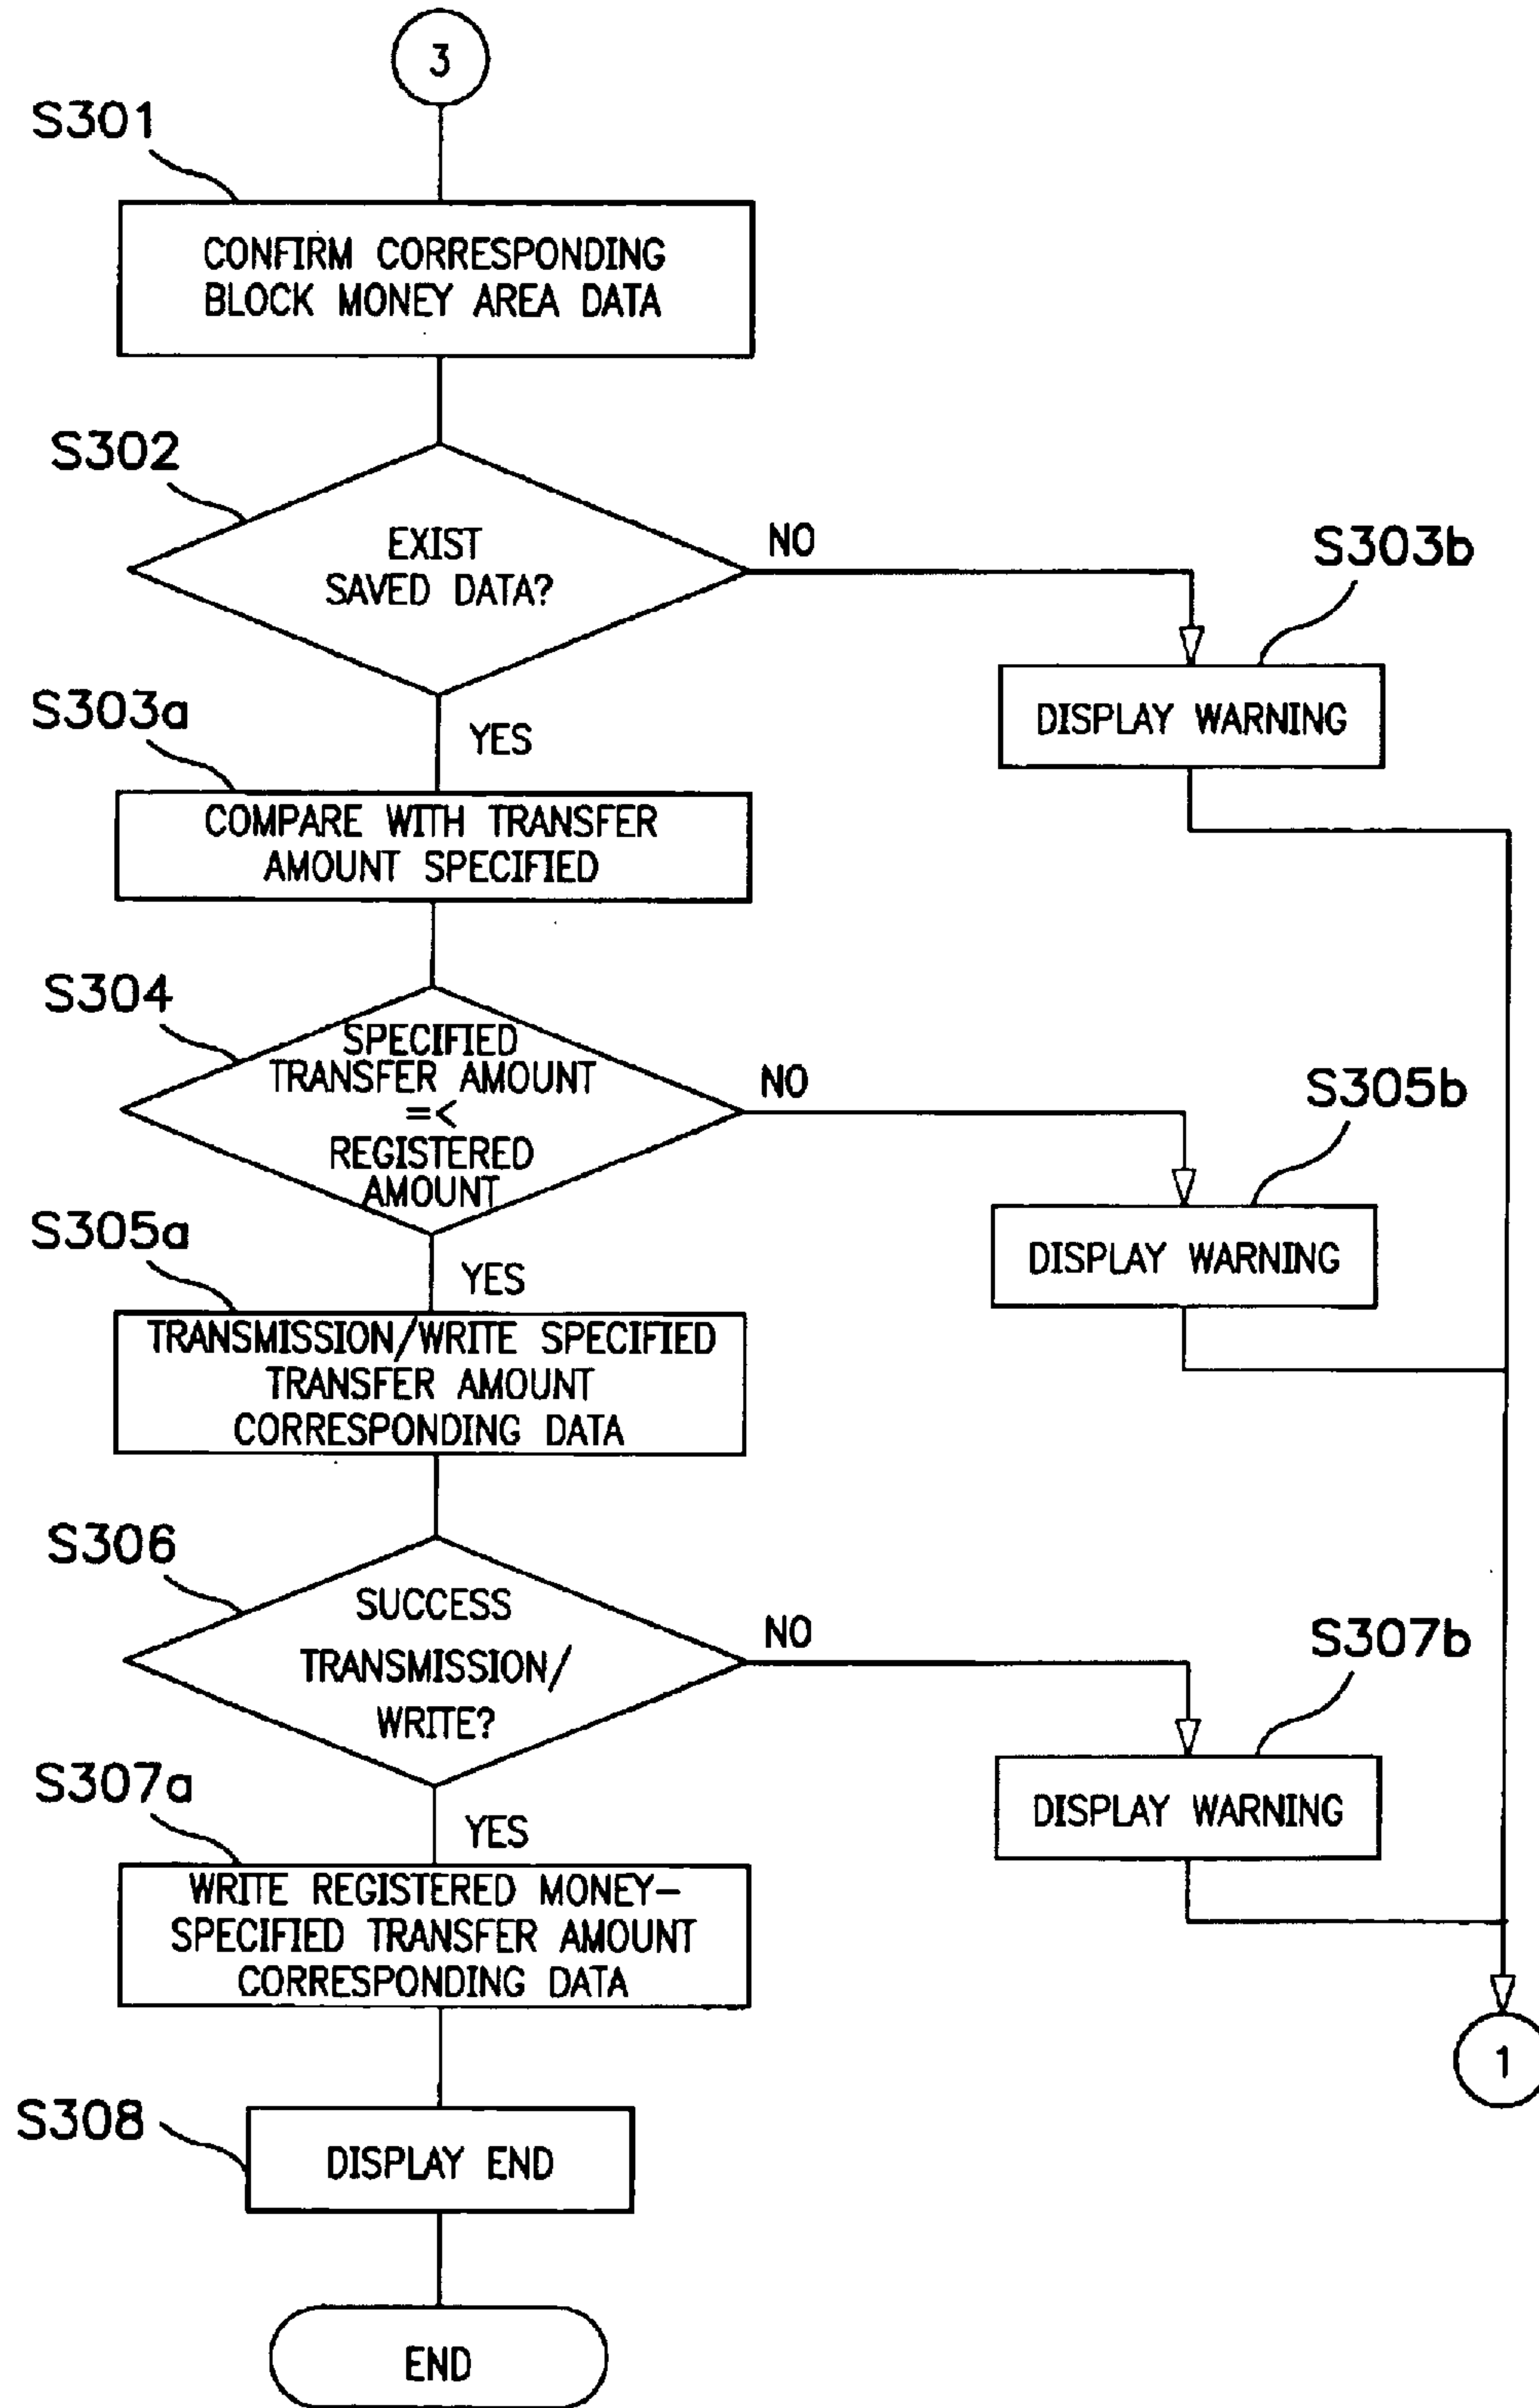 3
S301
CONFIRM CORRESPONDING
BLOCK MONEY AREA DATA
S302
EXIST
SAVED DATA?
NO
S303b
DISPLAY WARNING
S303a
YES
COMPARE WITH TRANSFER
AMOUNT SPECIFIED
S304
SPECIFIED
TRANSFER AMOUNT
=<
REGISTERED
AMOUNT
NO
S305b
DISPLAY WARNING
S305a
YES
TRANSMISSION/WRITE SPECIFIED
TRANSFER AMOUNT
CORRESPONDING DATA
S306
SUCCESS
TRANSMISSION/
WRITE?
NO
S307b
DISPLAY WARNING
S307a
YES
WRITE REGISTERED MONEY-
SPECIFIED TRANSFER AMOUNT
CORRESPONDING DATA
1
S308
DISPLAY END
END